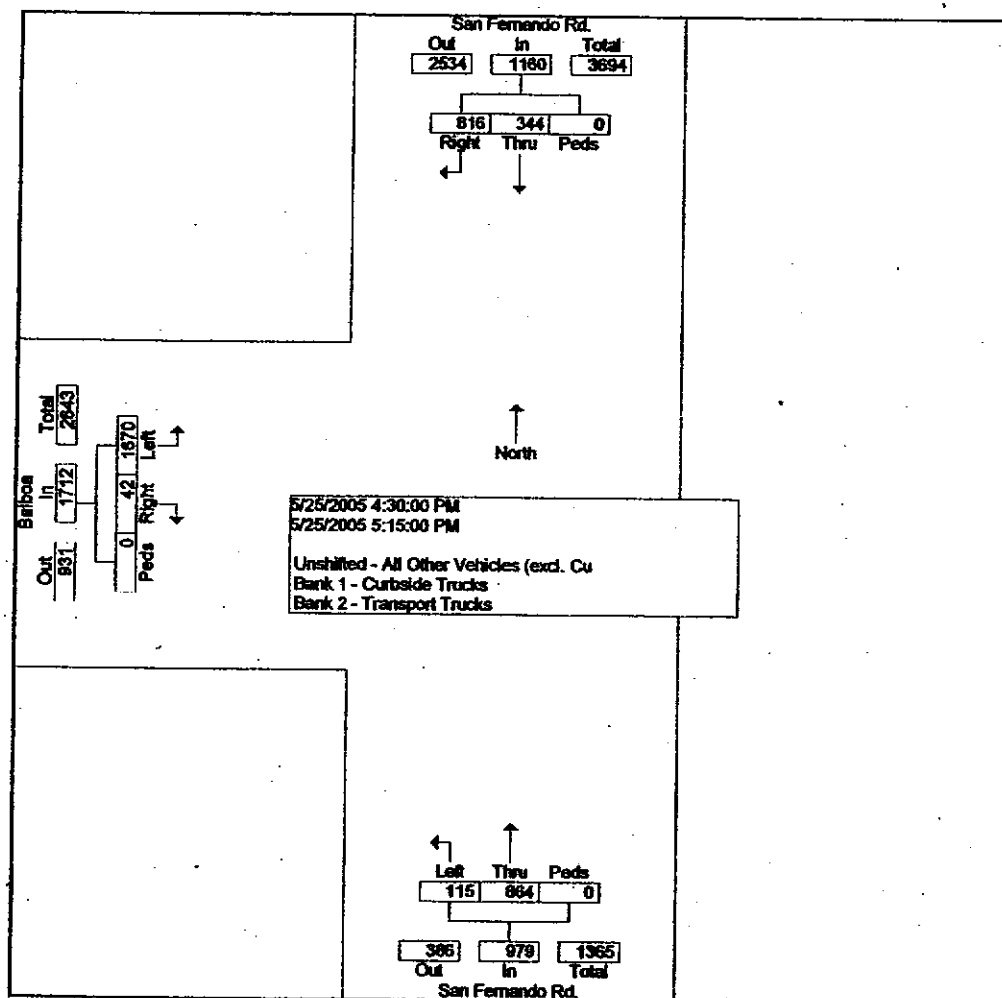 San Fernando Rd.
Out In Total
2534 1160 3694
816 344 0
Right Thru Peds
Balboa
Out In Total
931 1712 2643
0 42 1670
Peds Right Left
North
5/25/2005 4:30:00 PM
5/25/2005 5:15:00 PM
Unshifted - All Other Vehicles (excl. Cu
Bank 1 - Curbside Trucks
Bank 2 - Transport Trucks
Left Thru Peds
115 864 0
386 979 1365
Out In Total
San Fernando Rd.